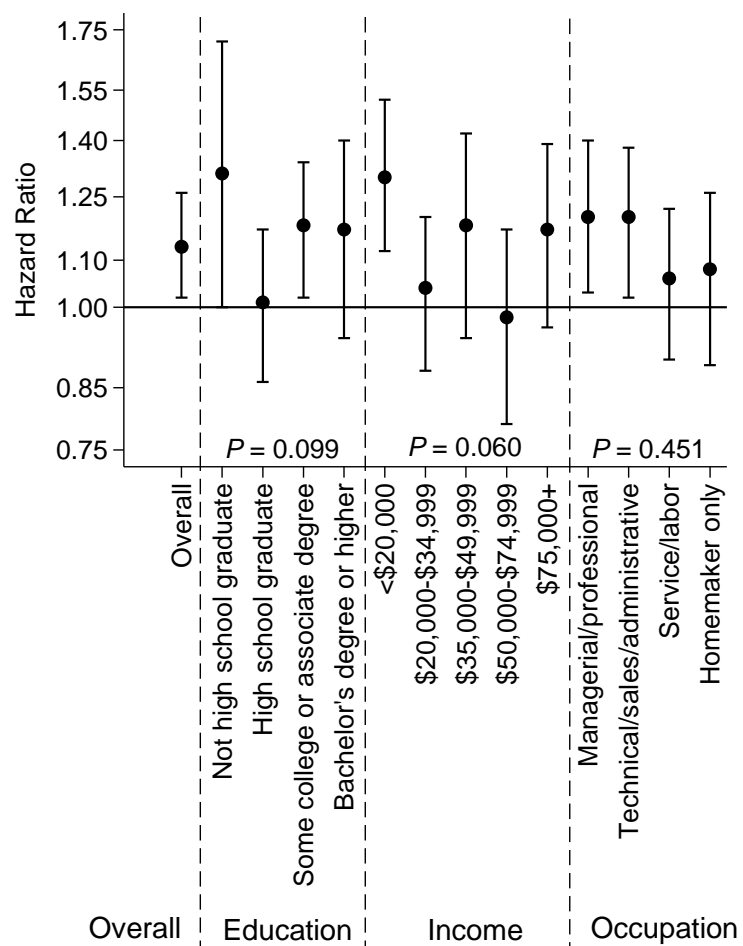 Hazard Ratio
1.75
1.55
1.40
1.25
1.10
1.00
0.85
0.75
P = 0.099
P = 0.060
P = 0.451
Overall
Not high school graduate
High school graduate
Some college or associate degree
Bachelor's degree or higher
<$20,000
$20,000-$34,999
$35,000-$49,999
$50,000-$74,999
$75,000+
Managerial/professional
Technical/sales/administrative
Service/labor
Homemaker only
Overall
Education
Income
Occupation